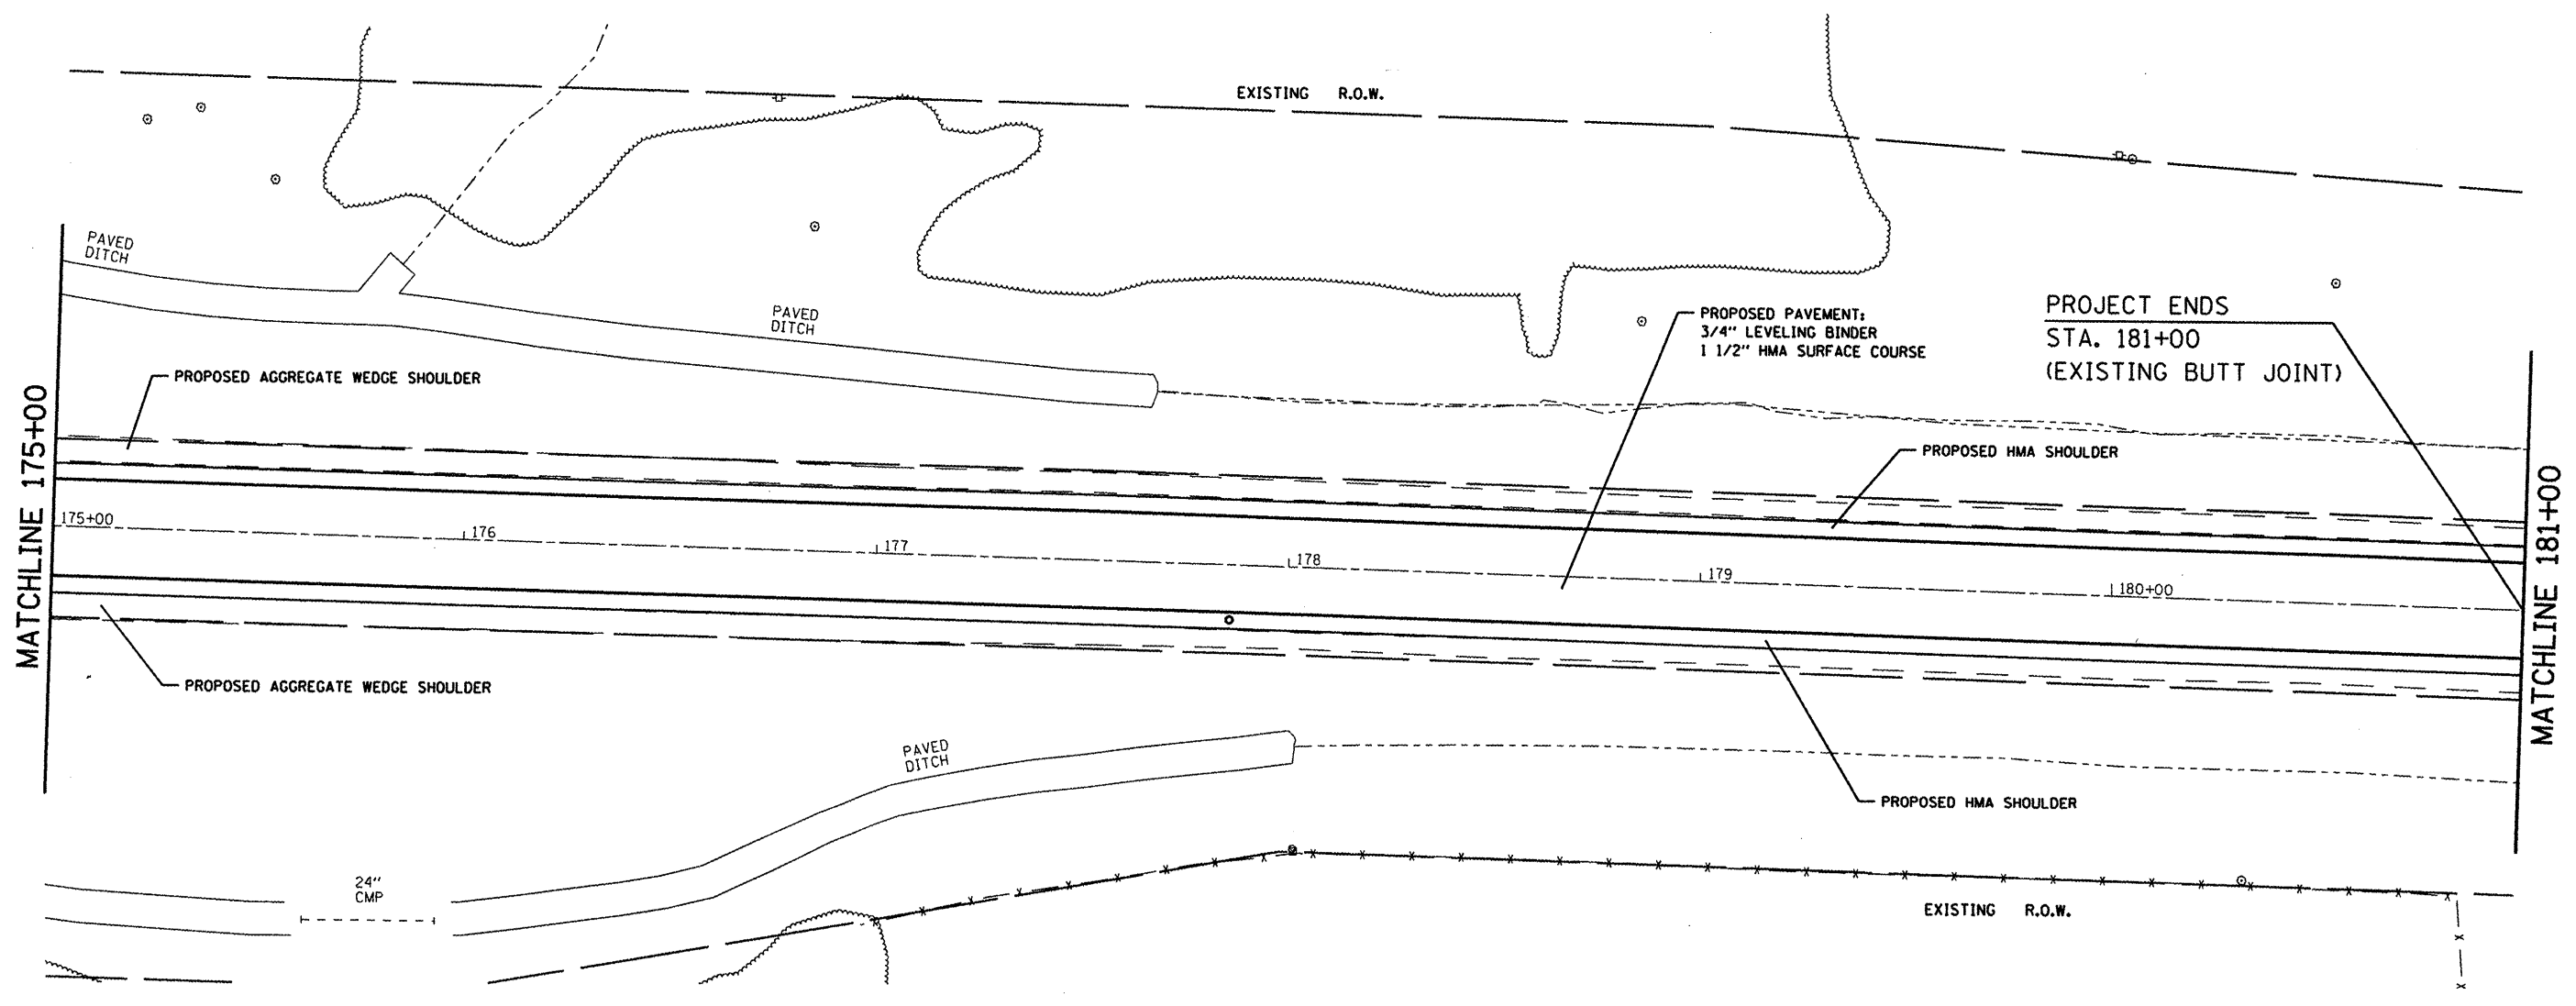 EXISTING R.O.W.
PAVED
DITCH
PAVED
DITCH
PROPOSED PAVEMENT:
3/4" LEVELING BINDER
1 1/2" HMA SURFACE COURSE
PROJECT ENDS
STA. 181+00
(EXISTING BUTT JOINT)
PROPOSED AGGREGATE WEDGE SHOULDER
PROPOSED HMA SHOULDER
MATCHLINE 175+00
MATCHLINE 181+00
175+00
176
177
178
179
180+00
PROPOSED AGGREGATE WEDGE SHOULDER
PAVED
DITCH
PROPOSED HMA SHOULDER
24"
CMP
EXISTING R.O.W.